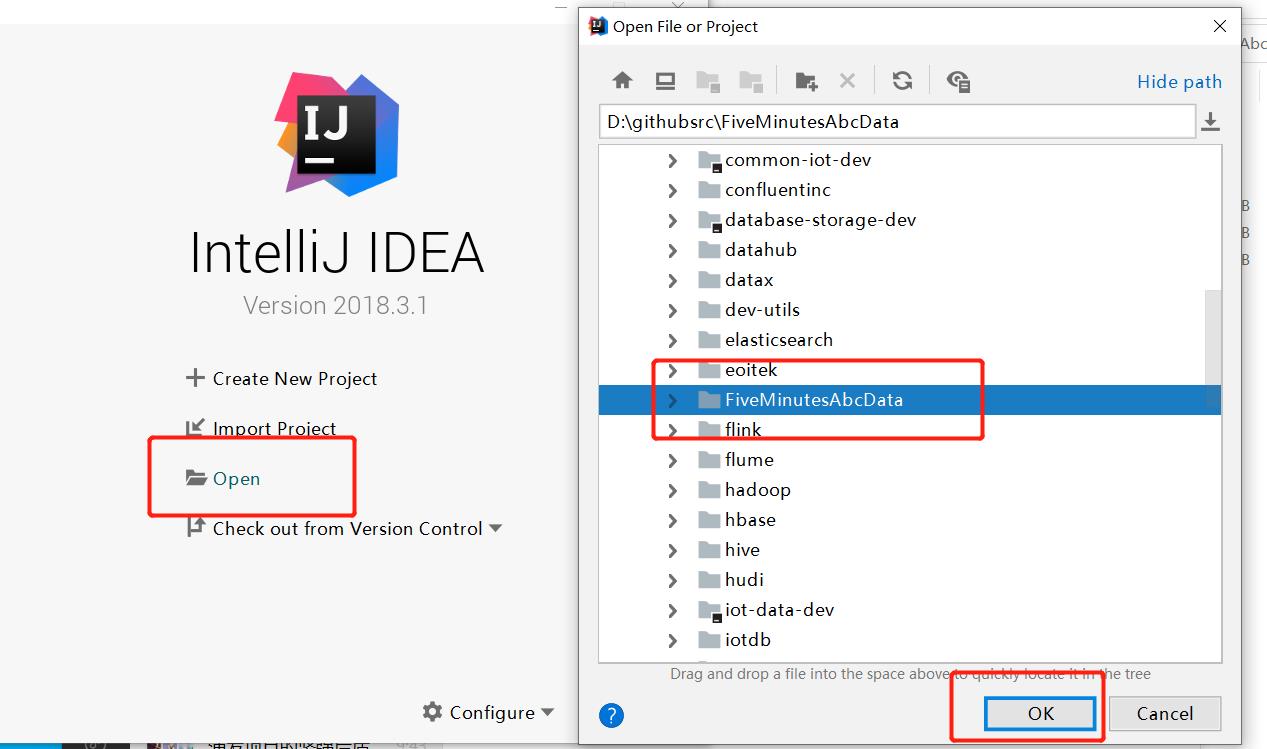 IJ
IntelliJ IDEA
Version 2018.3.1
Create New Project
Import Project
Open
Check out from Version Control
Configure
9:43
Open File or Project
Hide path
D:\githubsrc\FiveMinutesAbcData
common-iot-dev
confluentinc
database-storage-dev
datahub
datax
dev-utils
elasticsearch
eoitek
FiveMinutesAbcData
flink
flume
hadoop
hbase
hive
hudi
iot-data-dev
iotdb
Drag and drop a file into the space above to quickly locate it in the tree
?
OK
Cancel
Abc
B
B
B